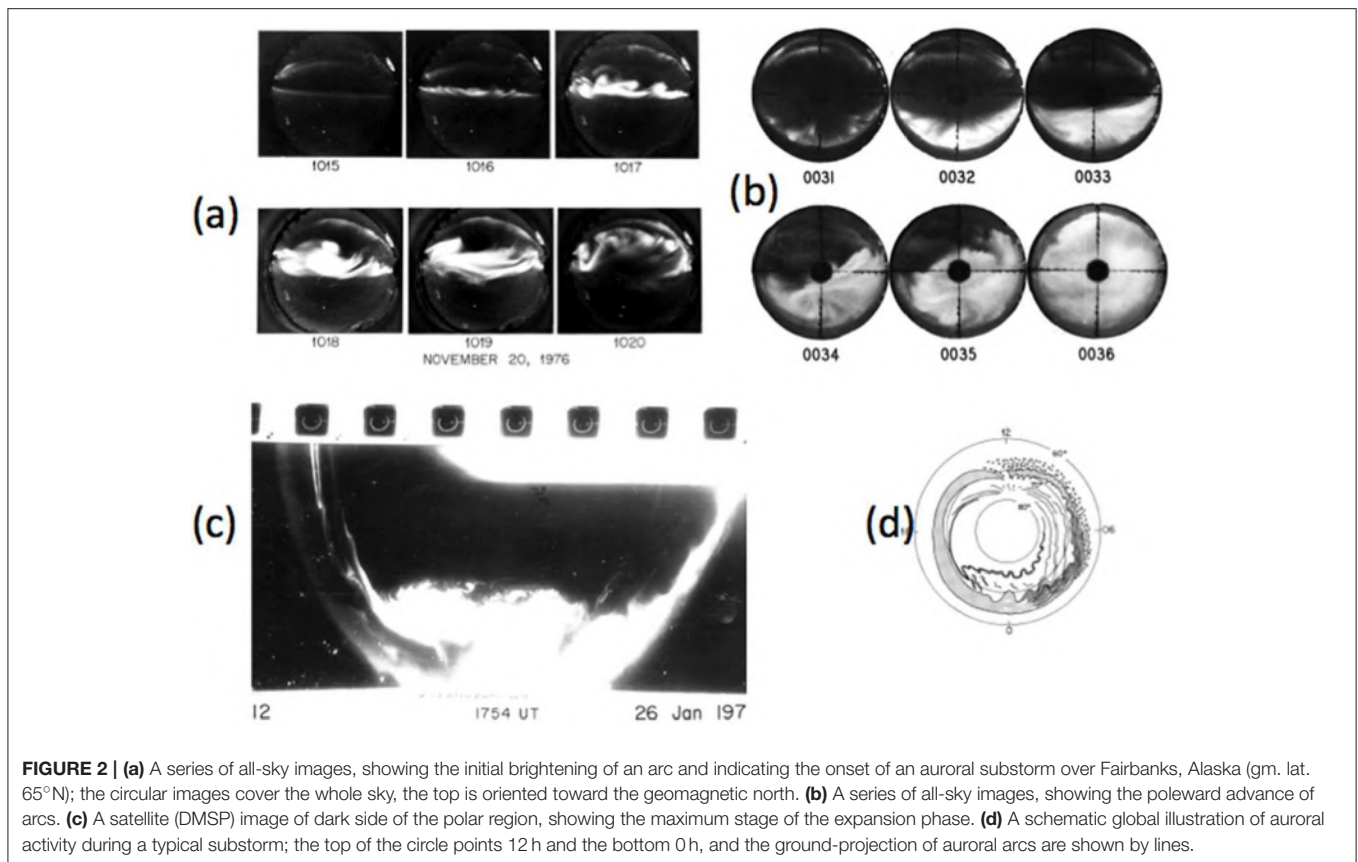 1015
1016
1017
0031
0032
0033
(a)
(b)
1018
1019
1020
NOVEMBER 20, 1976
0034
0035
0036
(c)
(d)
12
60°
80°
06
0
12
1754 UT
26 Jan 197
FIGURE 2 | (a) A series of all-sky images, showing the initial brightening of an arc and indicating the onset of an auroral substorm over Fairbanks, Alaska (gm. lat.
65°N); the circular images cover the whole sky, the top is oriented toward the geomagnetic north. (b) A series of all-sky images, showing the poleward advance of
arcs. (c) A satellite (DMSP) image of dark side of the polar region, showing the maximum stage of the expansion phase. (d) A schematic global illustration of auroral
activity during a typical substorm; the top of the circle points 12 h and the bottom 0 h, and the ground-projection of auroral arcs are shown by lines.